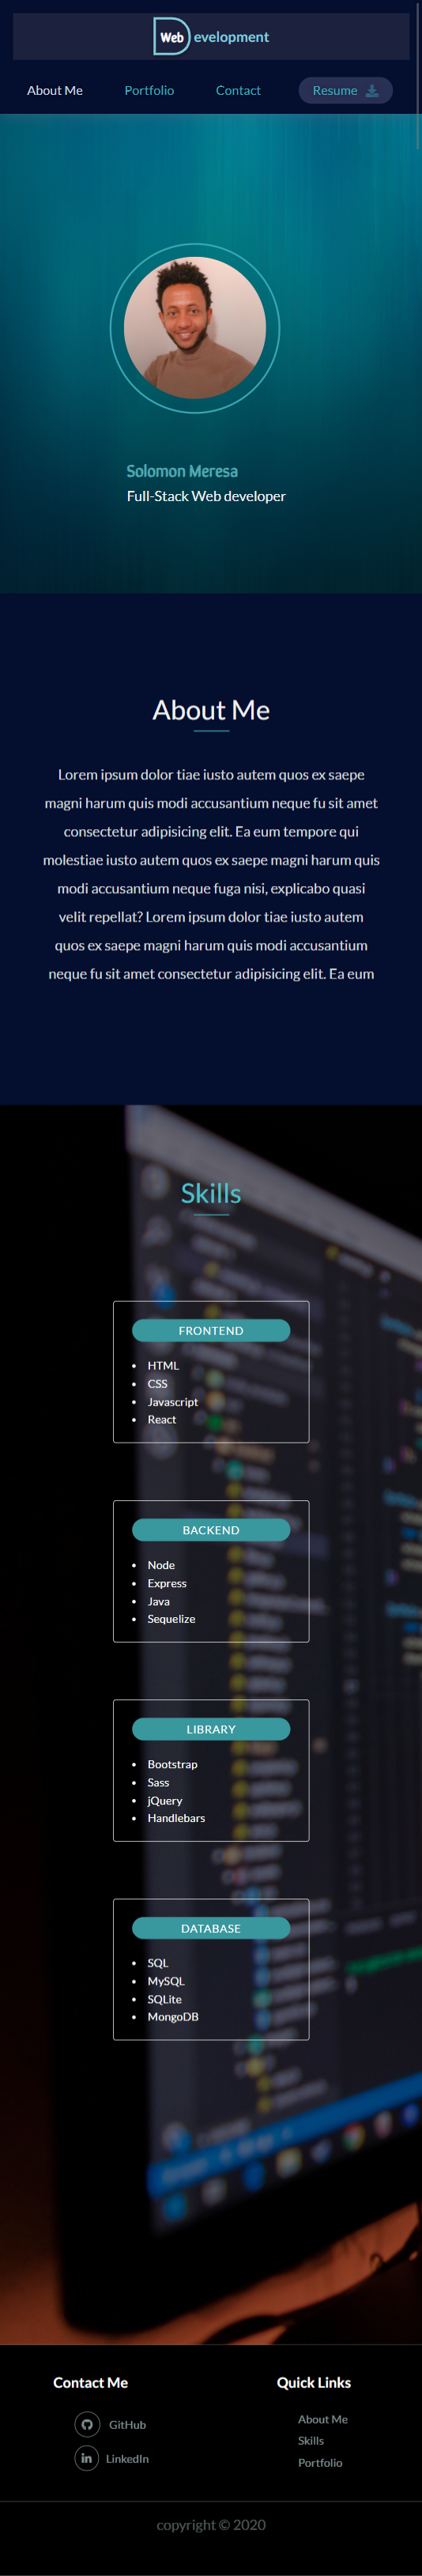 Web Development
About Me Portfolio Contact Resume
Solomon Meresa
Full-Stack Web developer
About Me
Lorem ipsum dolor tiae iusto autem quos ex saepe
magni harum quis modi accusantium neque fu sit amet
consectetur adipisicing elit. Ea eum tempore qui
molestiae iusto autem quos ex saepe magni harum quis
modi accusantium neque fuga nisi, explicabo quasi
velit repellat? Lorem ipsum dolor tiae iusto autem
quos ex saepe magni harum quis modi accusantium
neque fu sit amet consectetur adipisicing elit. Ea eum
Skills
FRONTEND
• HTML
• CSS
• Javascript
• React
BACKEND
• Node
• Express
• Java
• Sequelize
LIBRARY
• Bootstrap
• Sass
• jQuery
• Handlebars
DATABASE
• SQL
• MySQL
• SQLite
• MongoDB
Contact Me
GitHub
LinkedIn
Quick Links
About Me
Skills
Portfolio
copyright © 2020